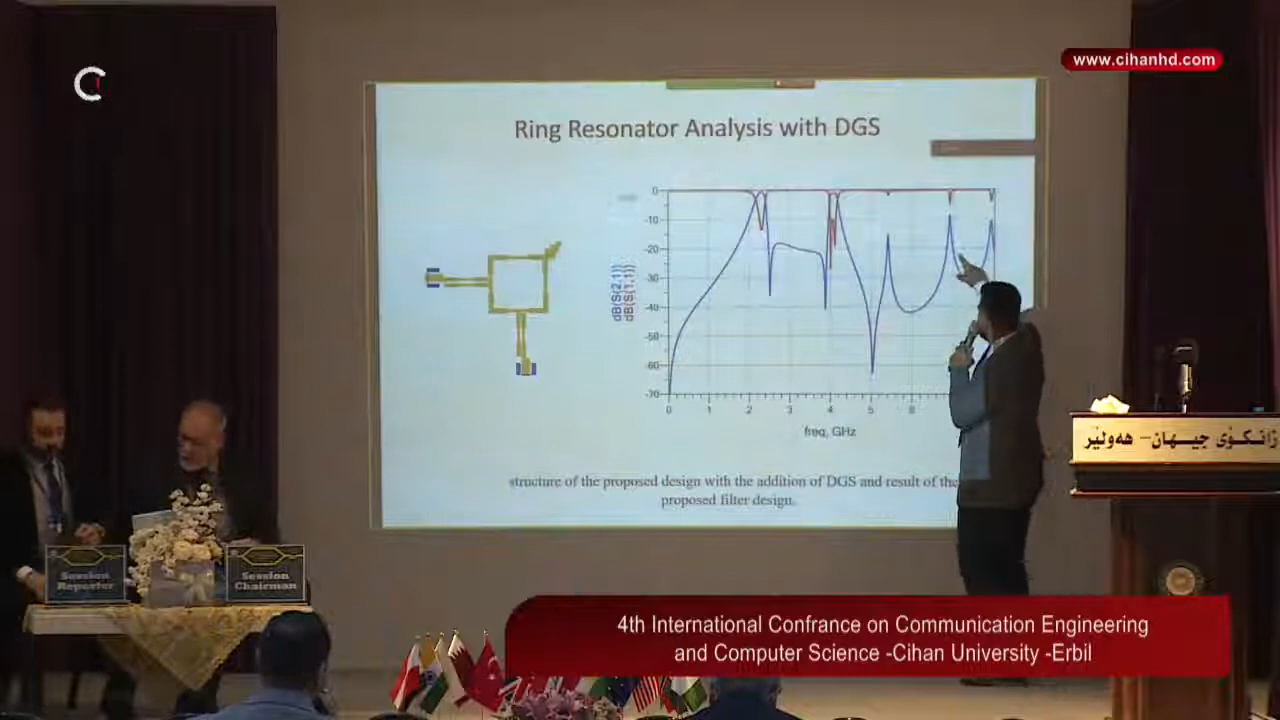 www.cihanhd.com
Ring Resonator Analysis with DGS
0
-10
-20
-30
-40
-50
-60
-70
dB(S(2,1))
dB(S(1,1))
0 1 2 3 4 5 6
freq, GHz
structure of the proposed design with the addition of DGS and result of the
proposed filter design.
زانکۆی جیهان - هەولێر
Session
Reporter
Session
Chairman
4th International Confrance on Communication Engineering
and Computer Science -Cihan University -Erbil